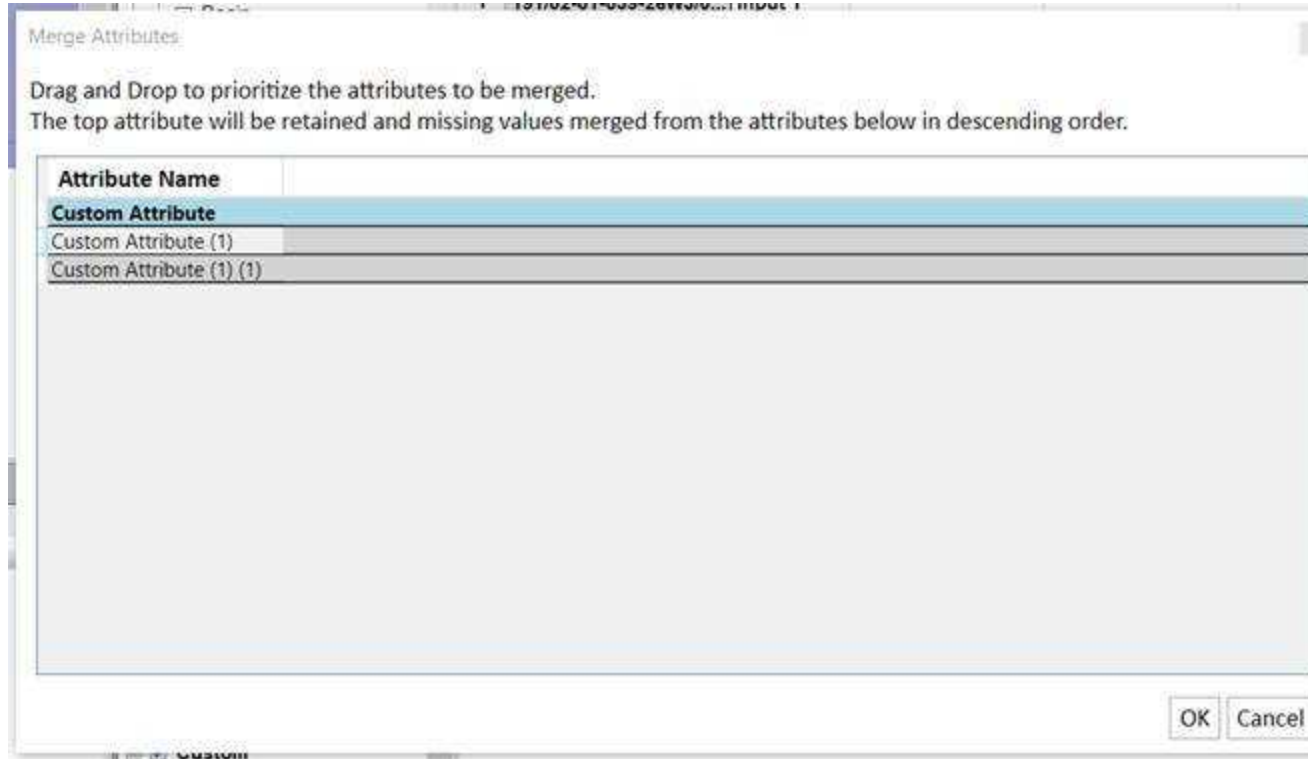 Merge Attributes
Drag and Drop to prioritize the attributes to be merged.
The top attribute will be retained and missing values merged from the attributes below in descending order.
Attribute Name
Custom Attribute
Custom Attribute (1)
Custom Attribute (1) (1)
OK Cancel
Custom